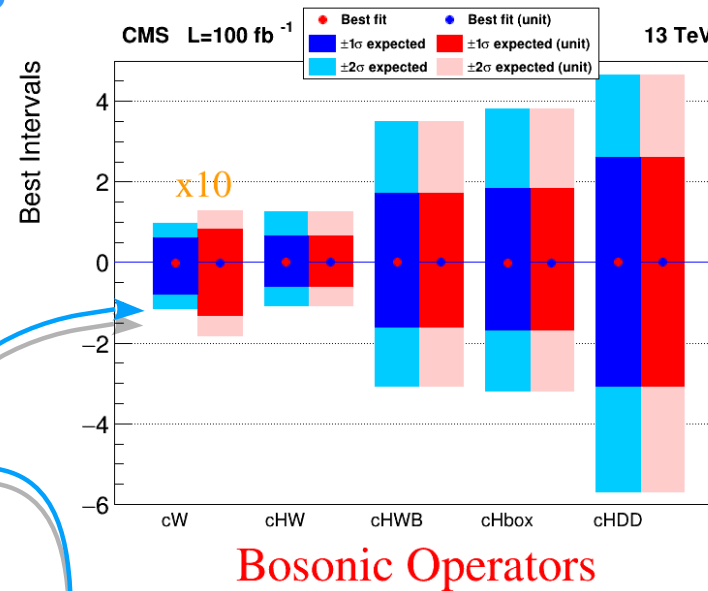 CMS L=100 fb -1
13 TeV
Best fit
Best fit (unit)
±1σ expected
±1σ expected (unit)
±2σ expected
±2σ expected (unit)
Best Intervals
4
2
0
−2
−4
−6
x10
cW
cHW
cHWB
cHbox
cHDD
Bosonic Operators